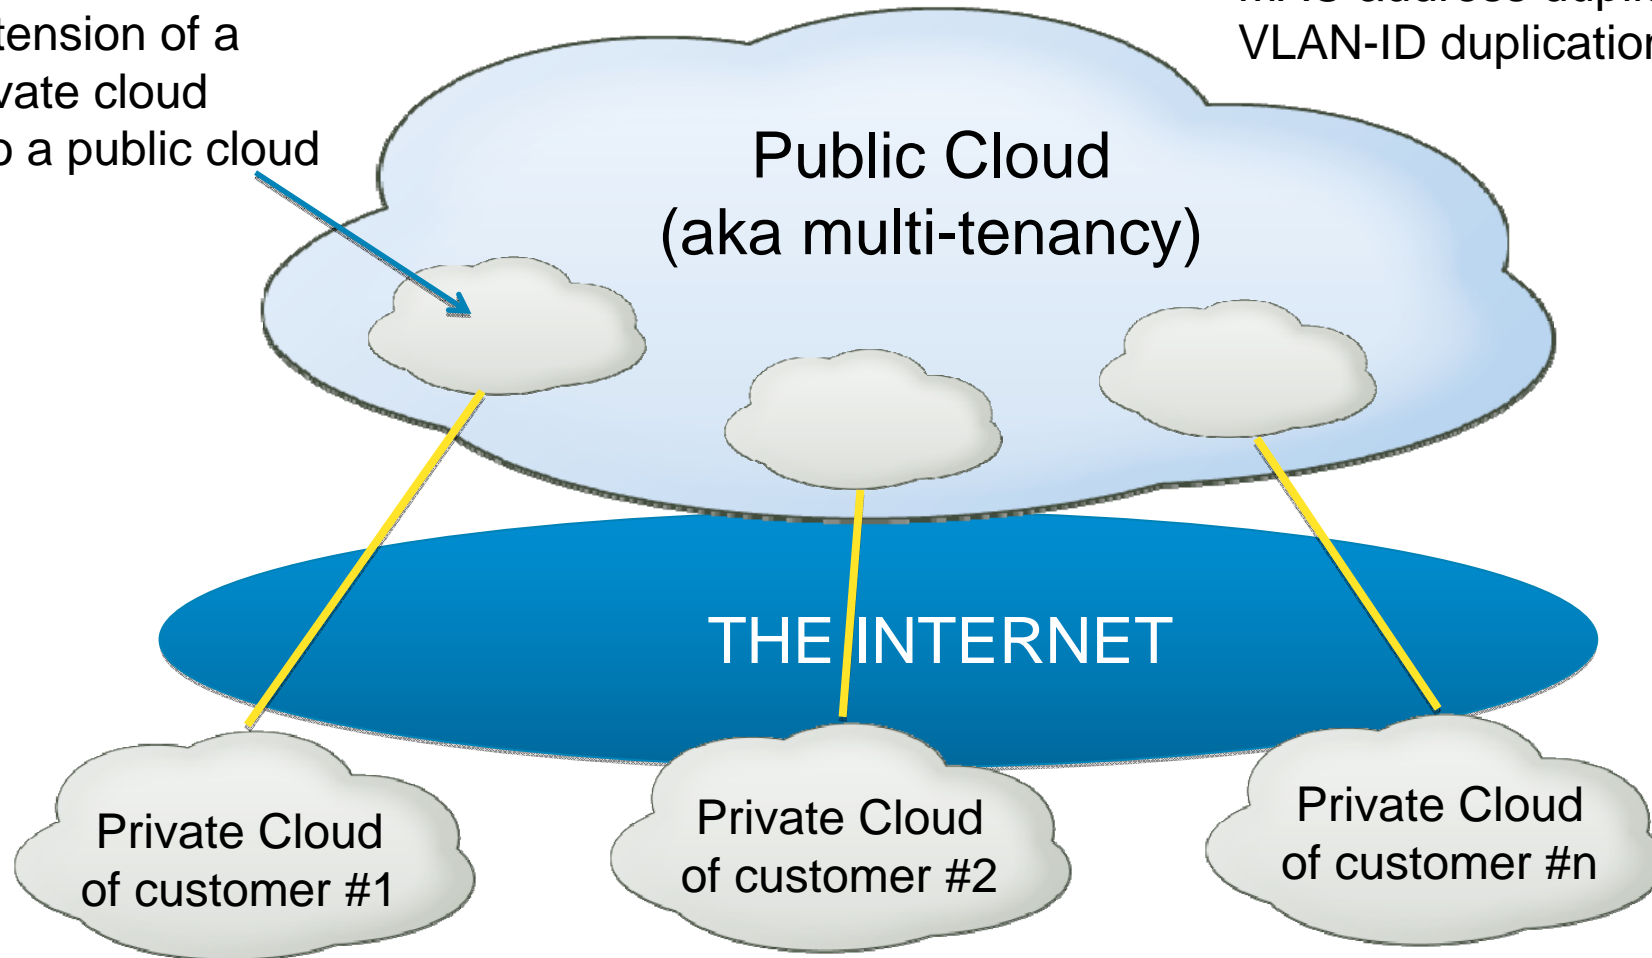 tension of a
vate cloud
o a public cloud
VLAN-ID duplication
Public Cloud
(aka multi-tenancy)
THE INTERNET
Private Cloud
of customer #1
Private Cloud
of customer #2
Private Cloud
of customer #n